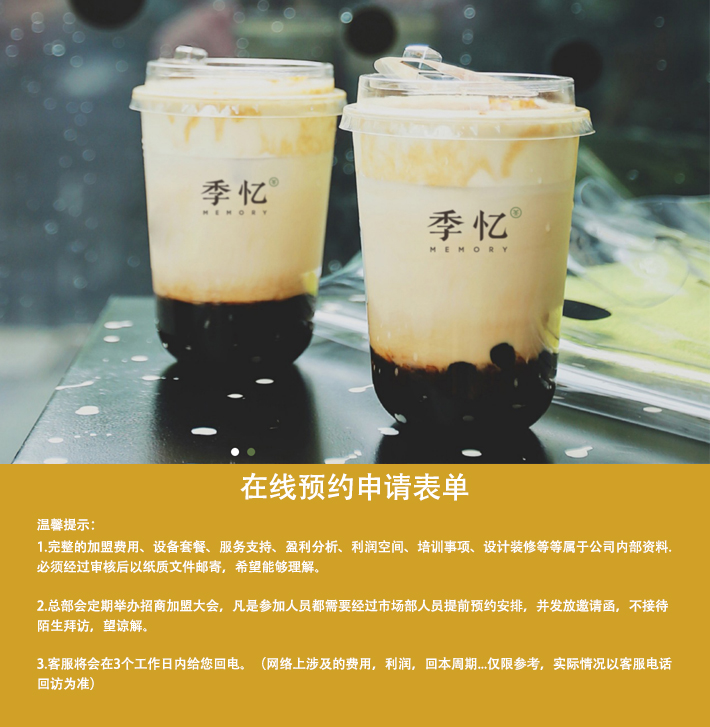 季忆
MEMORY
季忆
MEMORY
在线预约申请表单
温馨提示：
1.完整的加盟费用、设备套餐、服务支持、盈利分析、利润空间、培训事项、设计装修等等属于公司内部资料.
必须经过审核后以纸质文件邮寄，希望能够理解。
2.总部会定期举办招商加盟大会，凡是参加人员都需要经过市场部人员提前预约安排，并发放邀请函，不接待
陌生拜访，望谅解。
3.客服将会在3个工作日内给您回电。（网络上涉及的费用，利润，回本周期...仅限参考，实际情况以客服电话
回访为准）